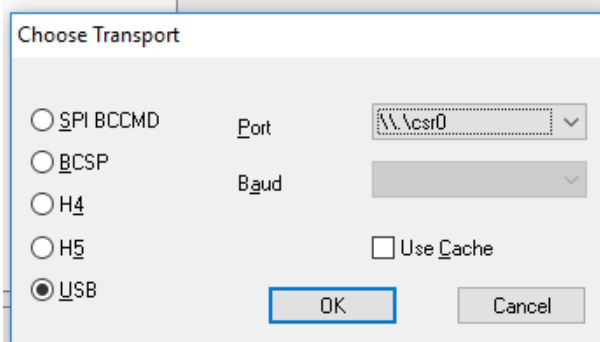 Choose Transport
SPI BCCMD
Port
\\.\csr0
BCSP
Baud
H4
H5
Use Cache
USB
OK
Cancel